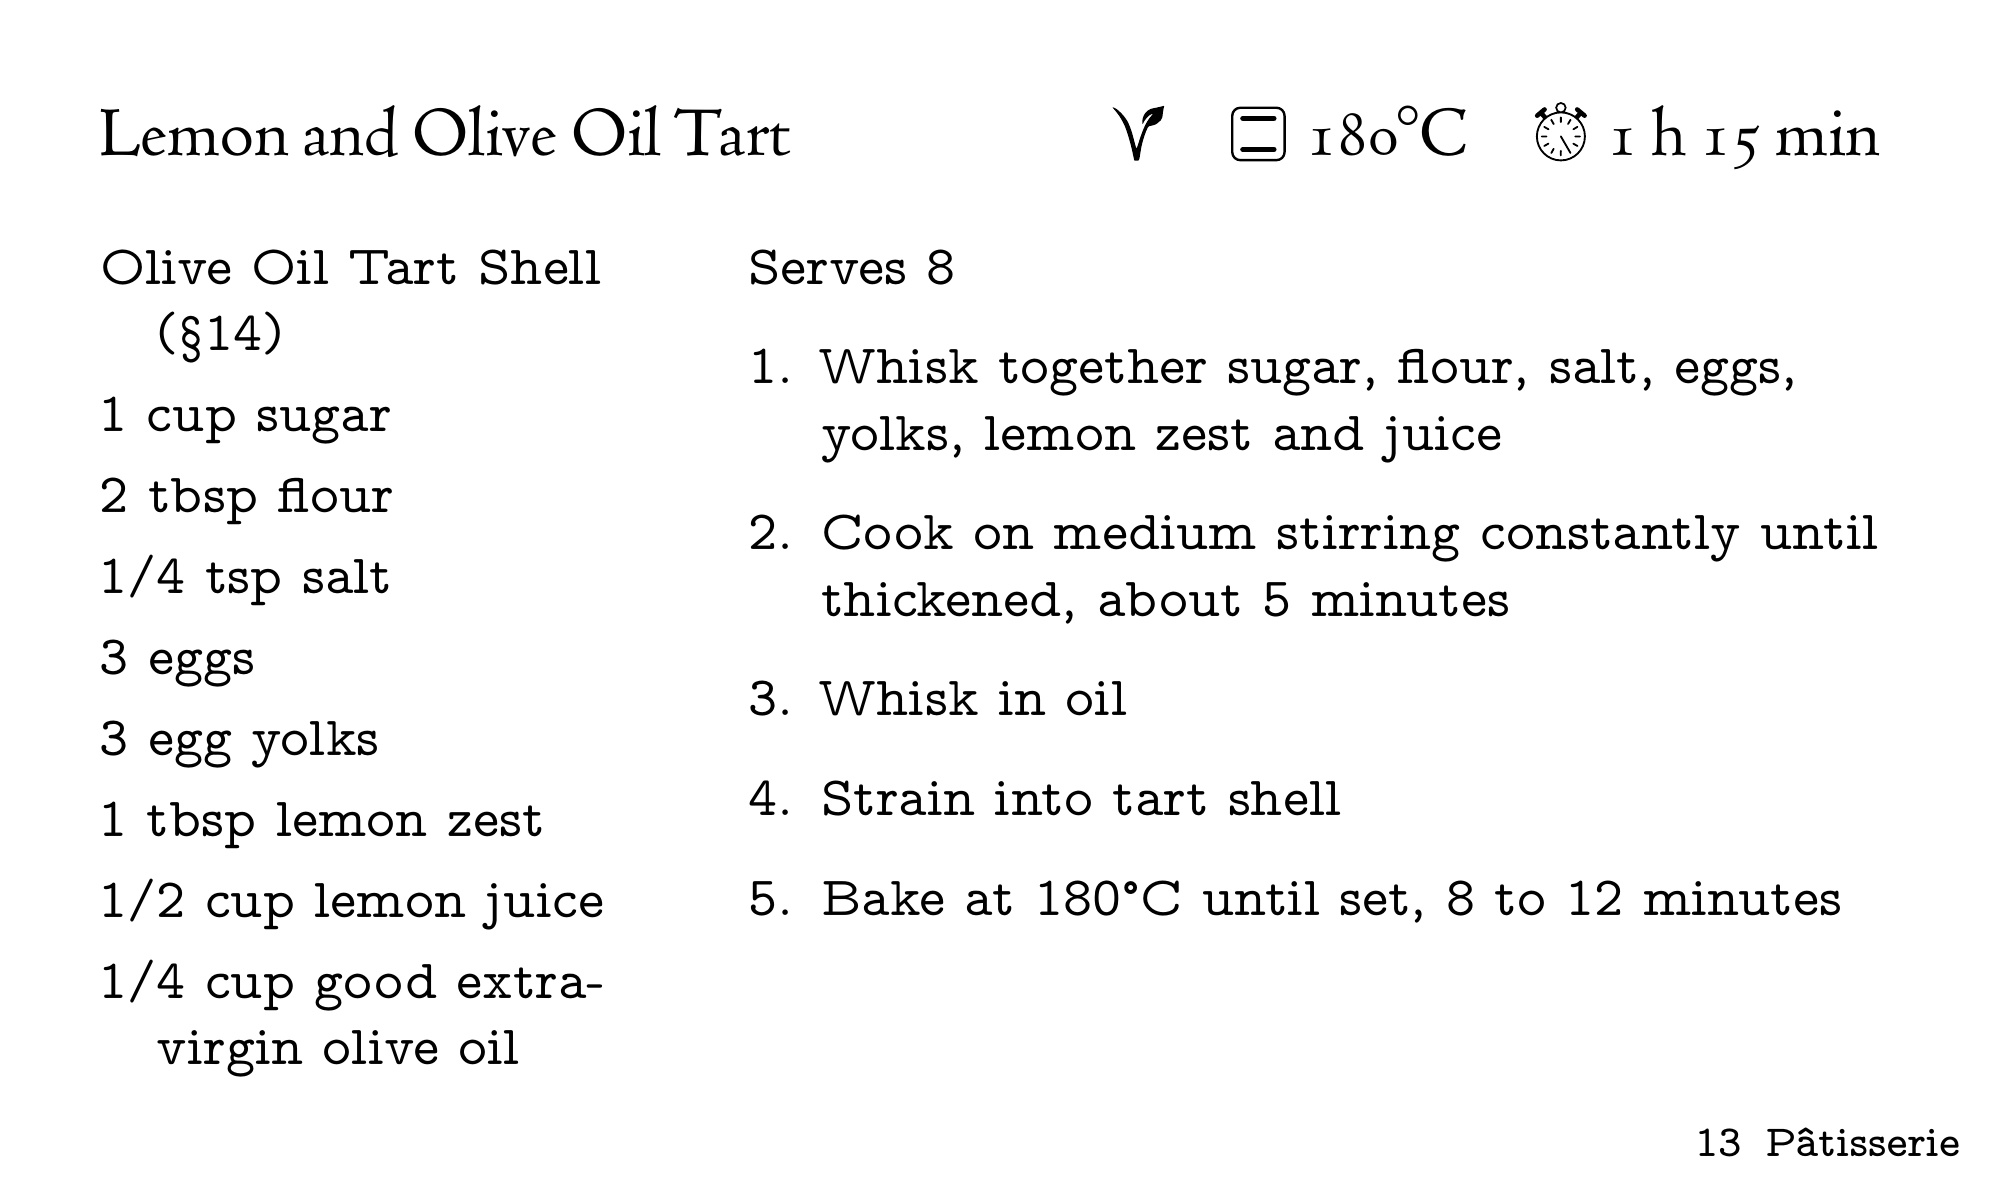 Lemon and Olive Oil Tart
180°C
1 h 15 min
Olive Oil Tart Shell
(§14)
1 cup sugar
2 tbsp flour
1/4 tsp salt
3 eggs
3 egg yolks
1 tbsp lemon zest
1/2 cup lemon juice
1/4 cup good extra-
virgin olive oil
Serves 8
1. Whisk together sugar, flour, salt, eggs,
yolks, lemon zest and juice
2. Cook on medium stirring constantly until
thickened, about 5 minutes
3. Whisk in oil
4. Strain into tart shell
5. Bake at 180°C until set, 8 to 12 minutes
13 Pâtisserie